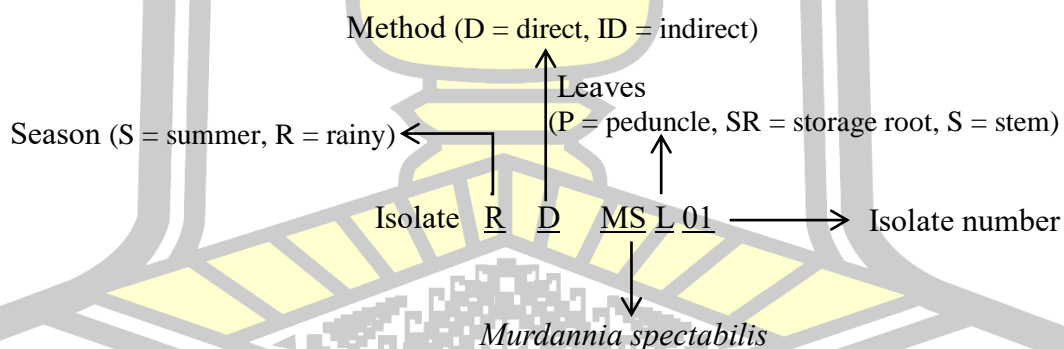 Method (D = direct, ID = indirect)
Leaves
(P = peduncle, SR = storage root, S = stem)
Season (S = summer, R = rainy)
Isolate R D MS L 01
Isolate number
Murdannia spectabilis